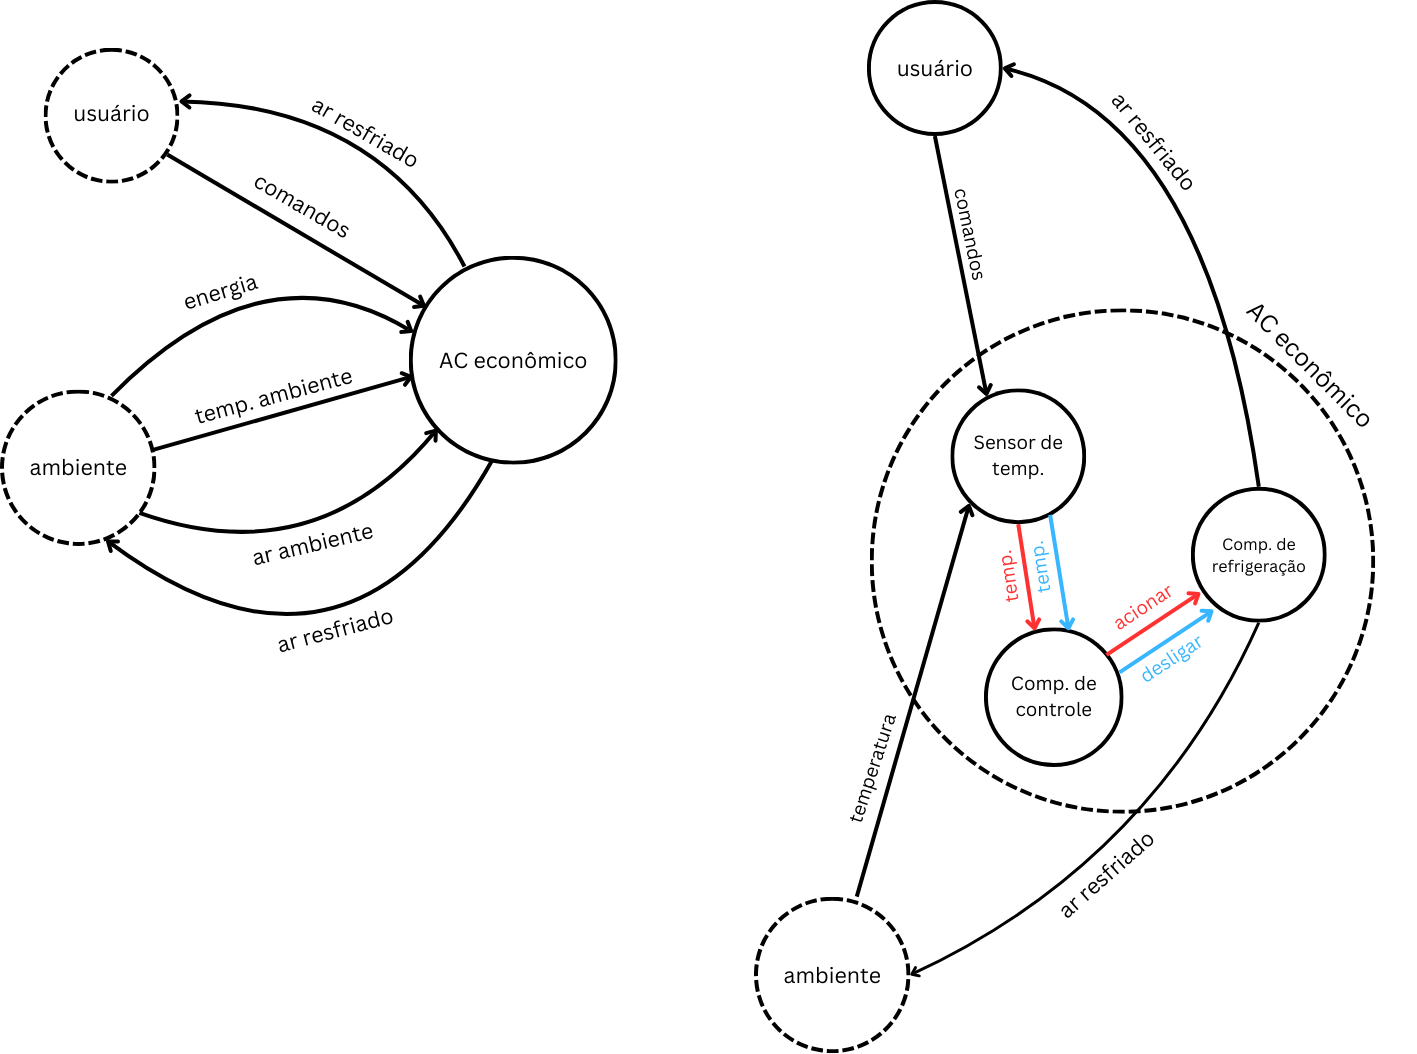 usuário
ar resfriado
comandos
energia
AC econômico
temp. ambiente
ambiente
ar ambiente
ar resfriado
usuário
ar resfriado
comandos
AC econômico
Sensor de
temp.
temp.
temp.
Comp. de
refrigeração
acionar
desligar
Comp. de
controle
temperatura
ar resfriado
ambiente